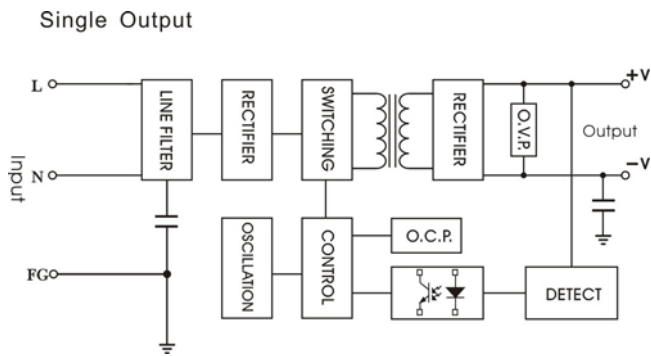 Single Output
L
N
FG
Input
LINE FILTER
RECTIFIER
SWITCHING
RECTIFIER
O.V.P.
+V
Output
-V
OSCILLATION
CONTROL
O.C.P.
DETECT